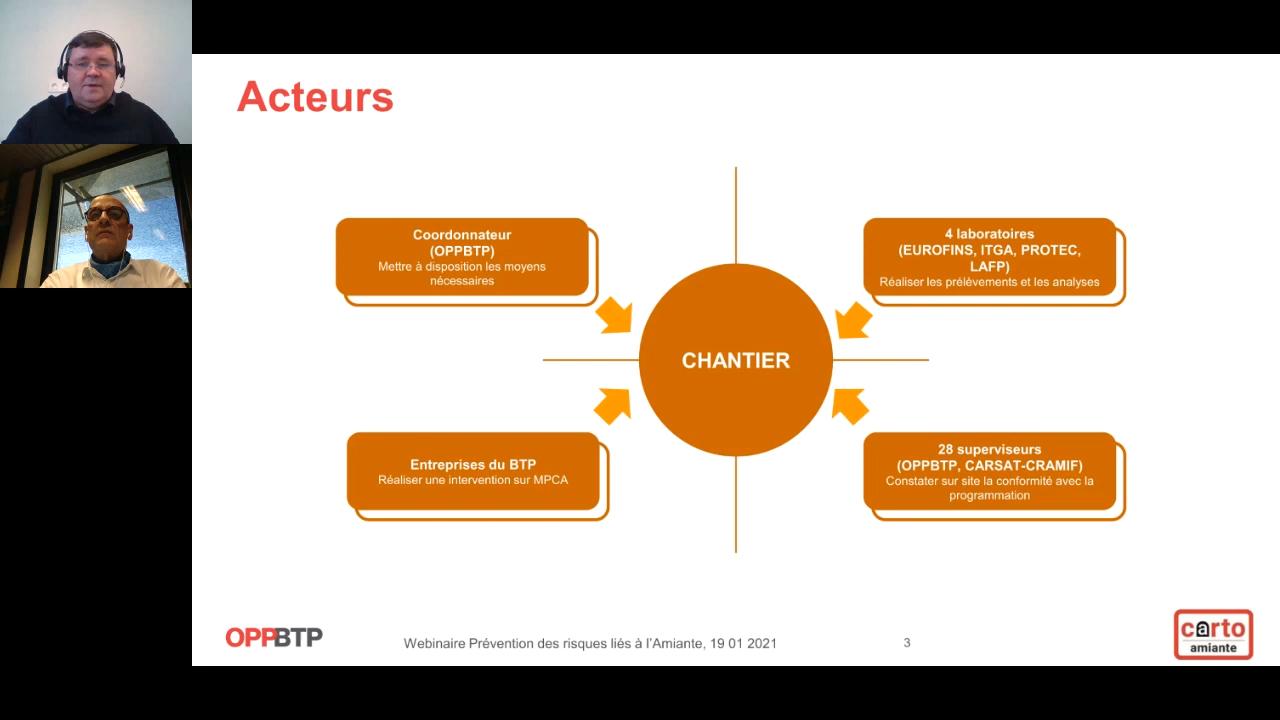 Acteurs
Coordonnateur
(OPPBTP)
Mettre à disposition les moyens
nécessaires
4 laboratoires
(EUROFINS, ITGA, PROTEC,
LAFP)
Réaliser les prélèvements et les analyses
CHANTIER
Entreprises du BTP
Réaliser une intervention sur MPCA
28 superviseurs
(OPPBTP, CARSAT-CRAMIF)
Constater sur site la conformité avec la
programmation
OPPBTP
Webinaire Prévention des risques liés à l'Amiante, 19 01 2021
3
carto
amiante